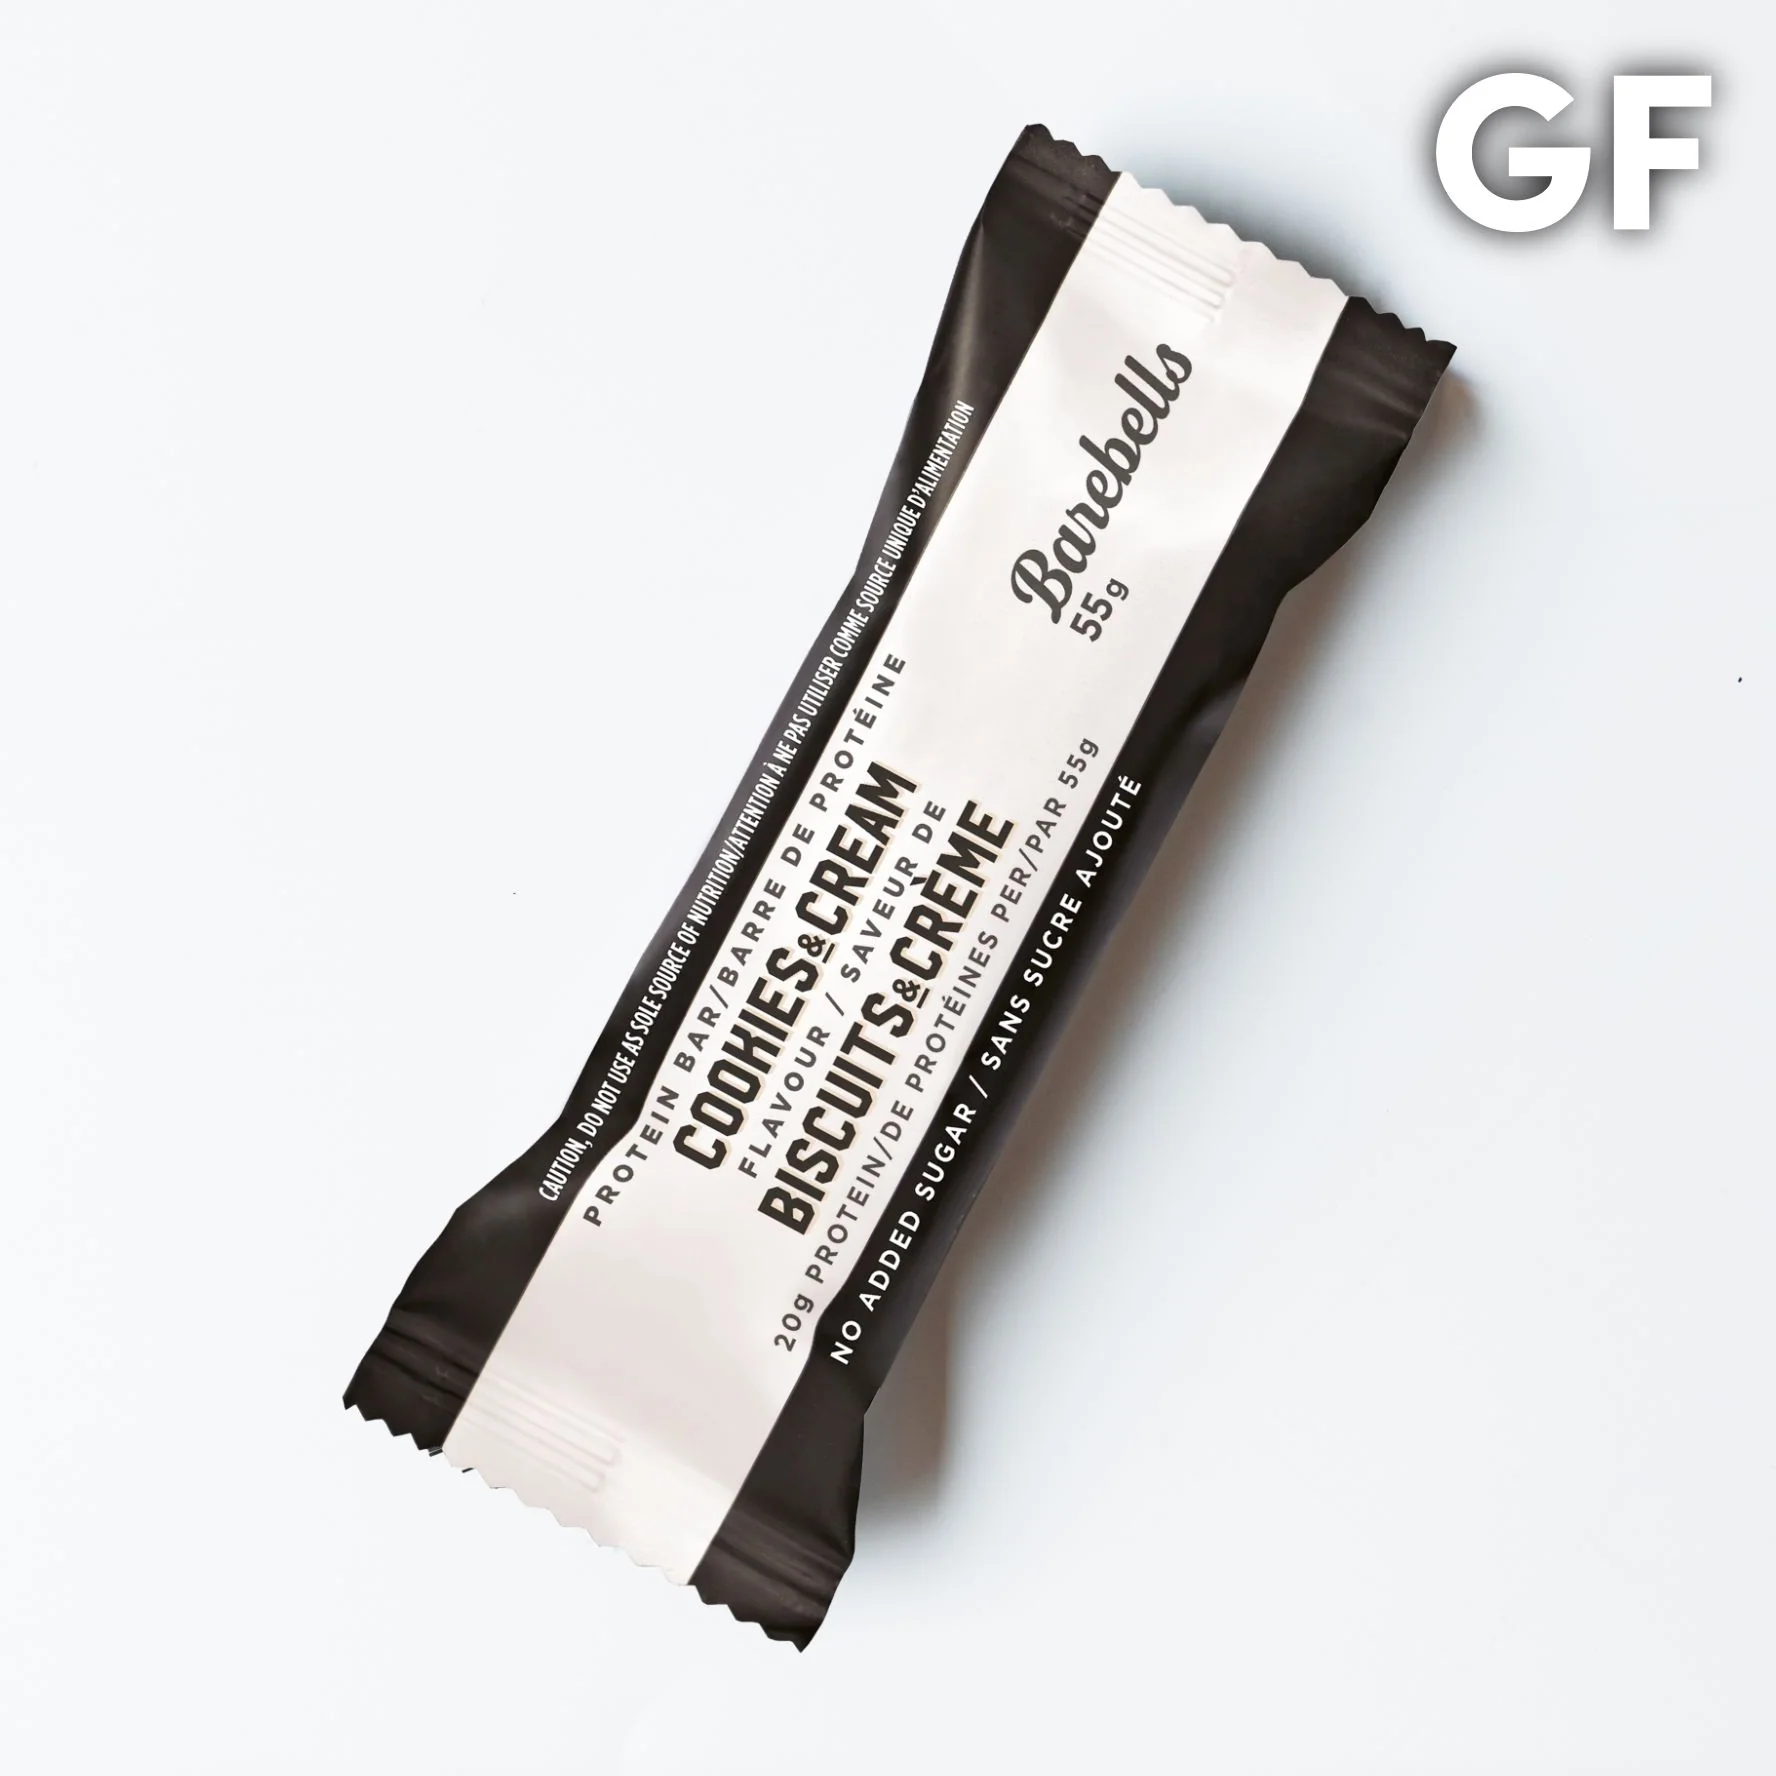 GF
CAUTION, DO NOT USE AS SOLE SOURCE OF NUTRITION/ATTENTION À NE PAS UTILISER COMME SOURCE UNIQUE D'ALIMENTATION
Barebells
55g
PROTEIN BAR/BARRE DE PROTÉINE
COOKIES&CREAM
FLAVOUR / SAVEUR DE
BISCUITS&CRÈME
20g PROTEIN/DE PROTÉINES PER/PAR 55g
NO ADDED SUGAR / SANS SUCRE AJOUTÉ